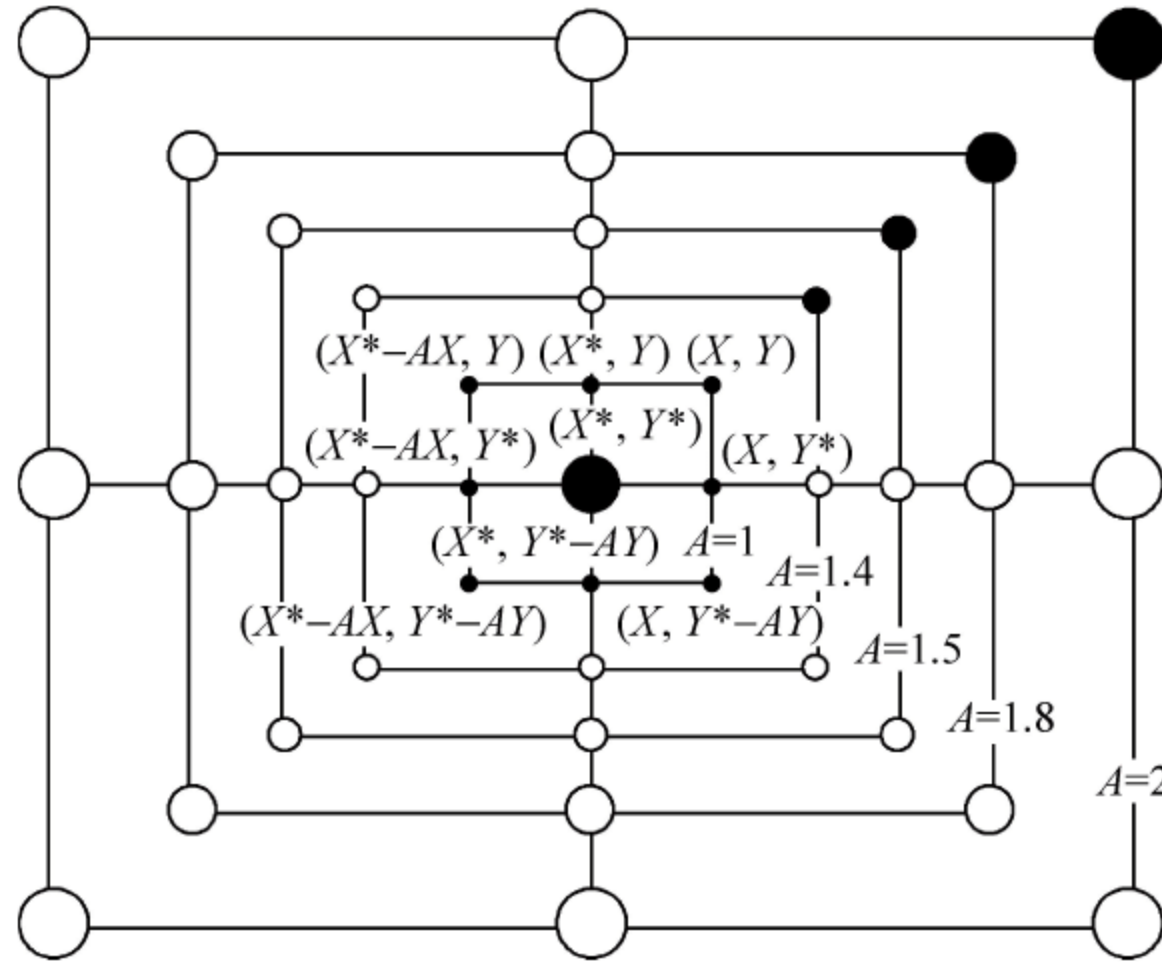 (X*–AX, Y) (X*, Y) (X, Y)
(X*, Y*)
(X*–AX, Y*) (X, Y*)
(X*, Y*–AY) A=1
A=1.4
(X*–AX, Y*–AY) (X, Y*–AY)
A=1.5
A=1.8
A=2